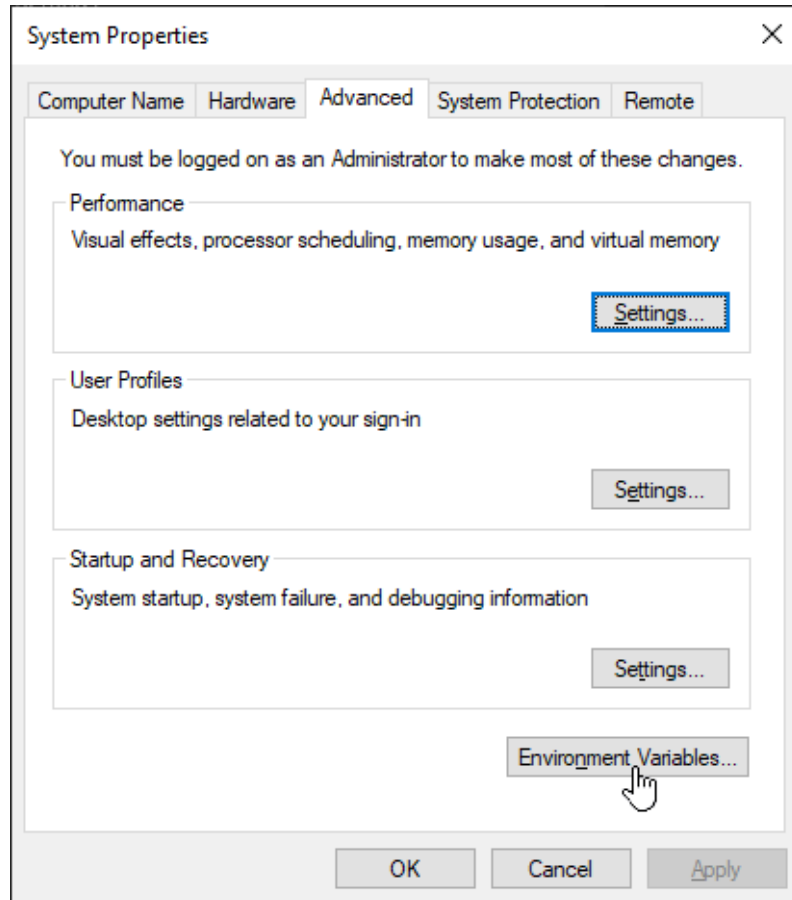 System Properties
Computer Name
Hardware
Advanced
System Protection
Remote
You must be logged on as an Administrator to make most of these changes.
Performance
Visual effects, processor scheduling, memory usage, and virtual memory
Settings...
User Profiles
Desktop settings related to your sign-in
Settings...
Startup and Recovery
System startup, system failure, and debugging information
Settings...
Environment Variables...
OK
Cancel
Apply